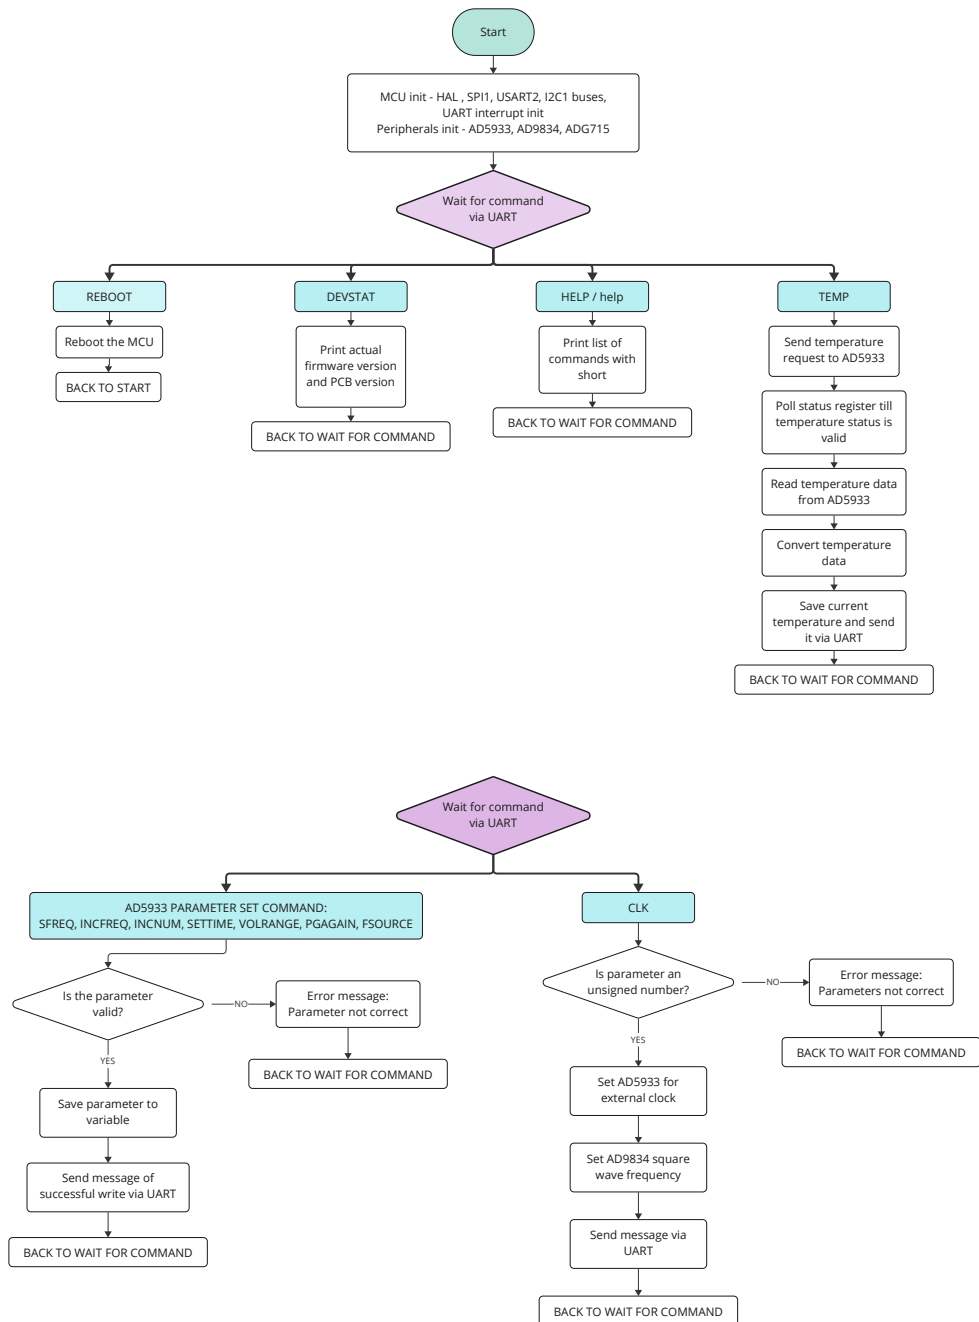 Start
MCU init - HAL , SPI1, USART2, I2C1 buses,
UART interrupt init
Peripherals init - AD5933, AD9834, ADG715
Wait for command
via UART
REBOOT
Reboot the MCU
BACK TO START
DEVSTAT
Print actual
firmware version
and PCB version
BACK TO WAIT FOR COMMAND
HELP / help
Print list of
commands with
short
BACK TO WAIT FOR COMMAND
TEMP
Send temperature
request to AD5933
Poll status register till
temperature status is
valid
Read temperature data
from AD5933
Convert temperature
data
Save current
temperature and send
it via UART
BACK TO WAIT FOR COMMAND
Wait for command
via UART
AD5933 PARAMETER SET COMMAND:
SFREQ, INCFREQ, INCNUM, SETTIME, VOLRANGE, PGAGAIN, FSOURCE
Is the parameter
valid?
NO
Error message:
Parameter not correct
BACK TO WAIT FOR COMMAND
YES
Save parameter to
variable
Send message of
successful write via UART
BACK TO WAIT FOR COMMAND
CLK
Is parameter an
unsigned number?
NO
Error message:
Parameters not correct
BACK TO WAIT FOR COMMAND
YES
Set AD5933 for
external clock
Set AD9834 square
wave frequency
Send message via
UART
BACK TO WAIT FOR COMMAND